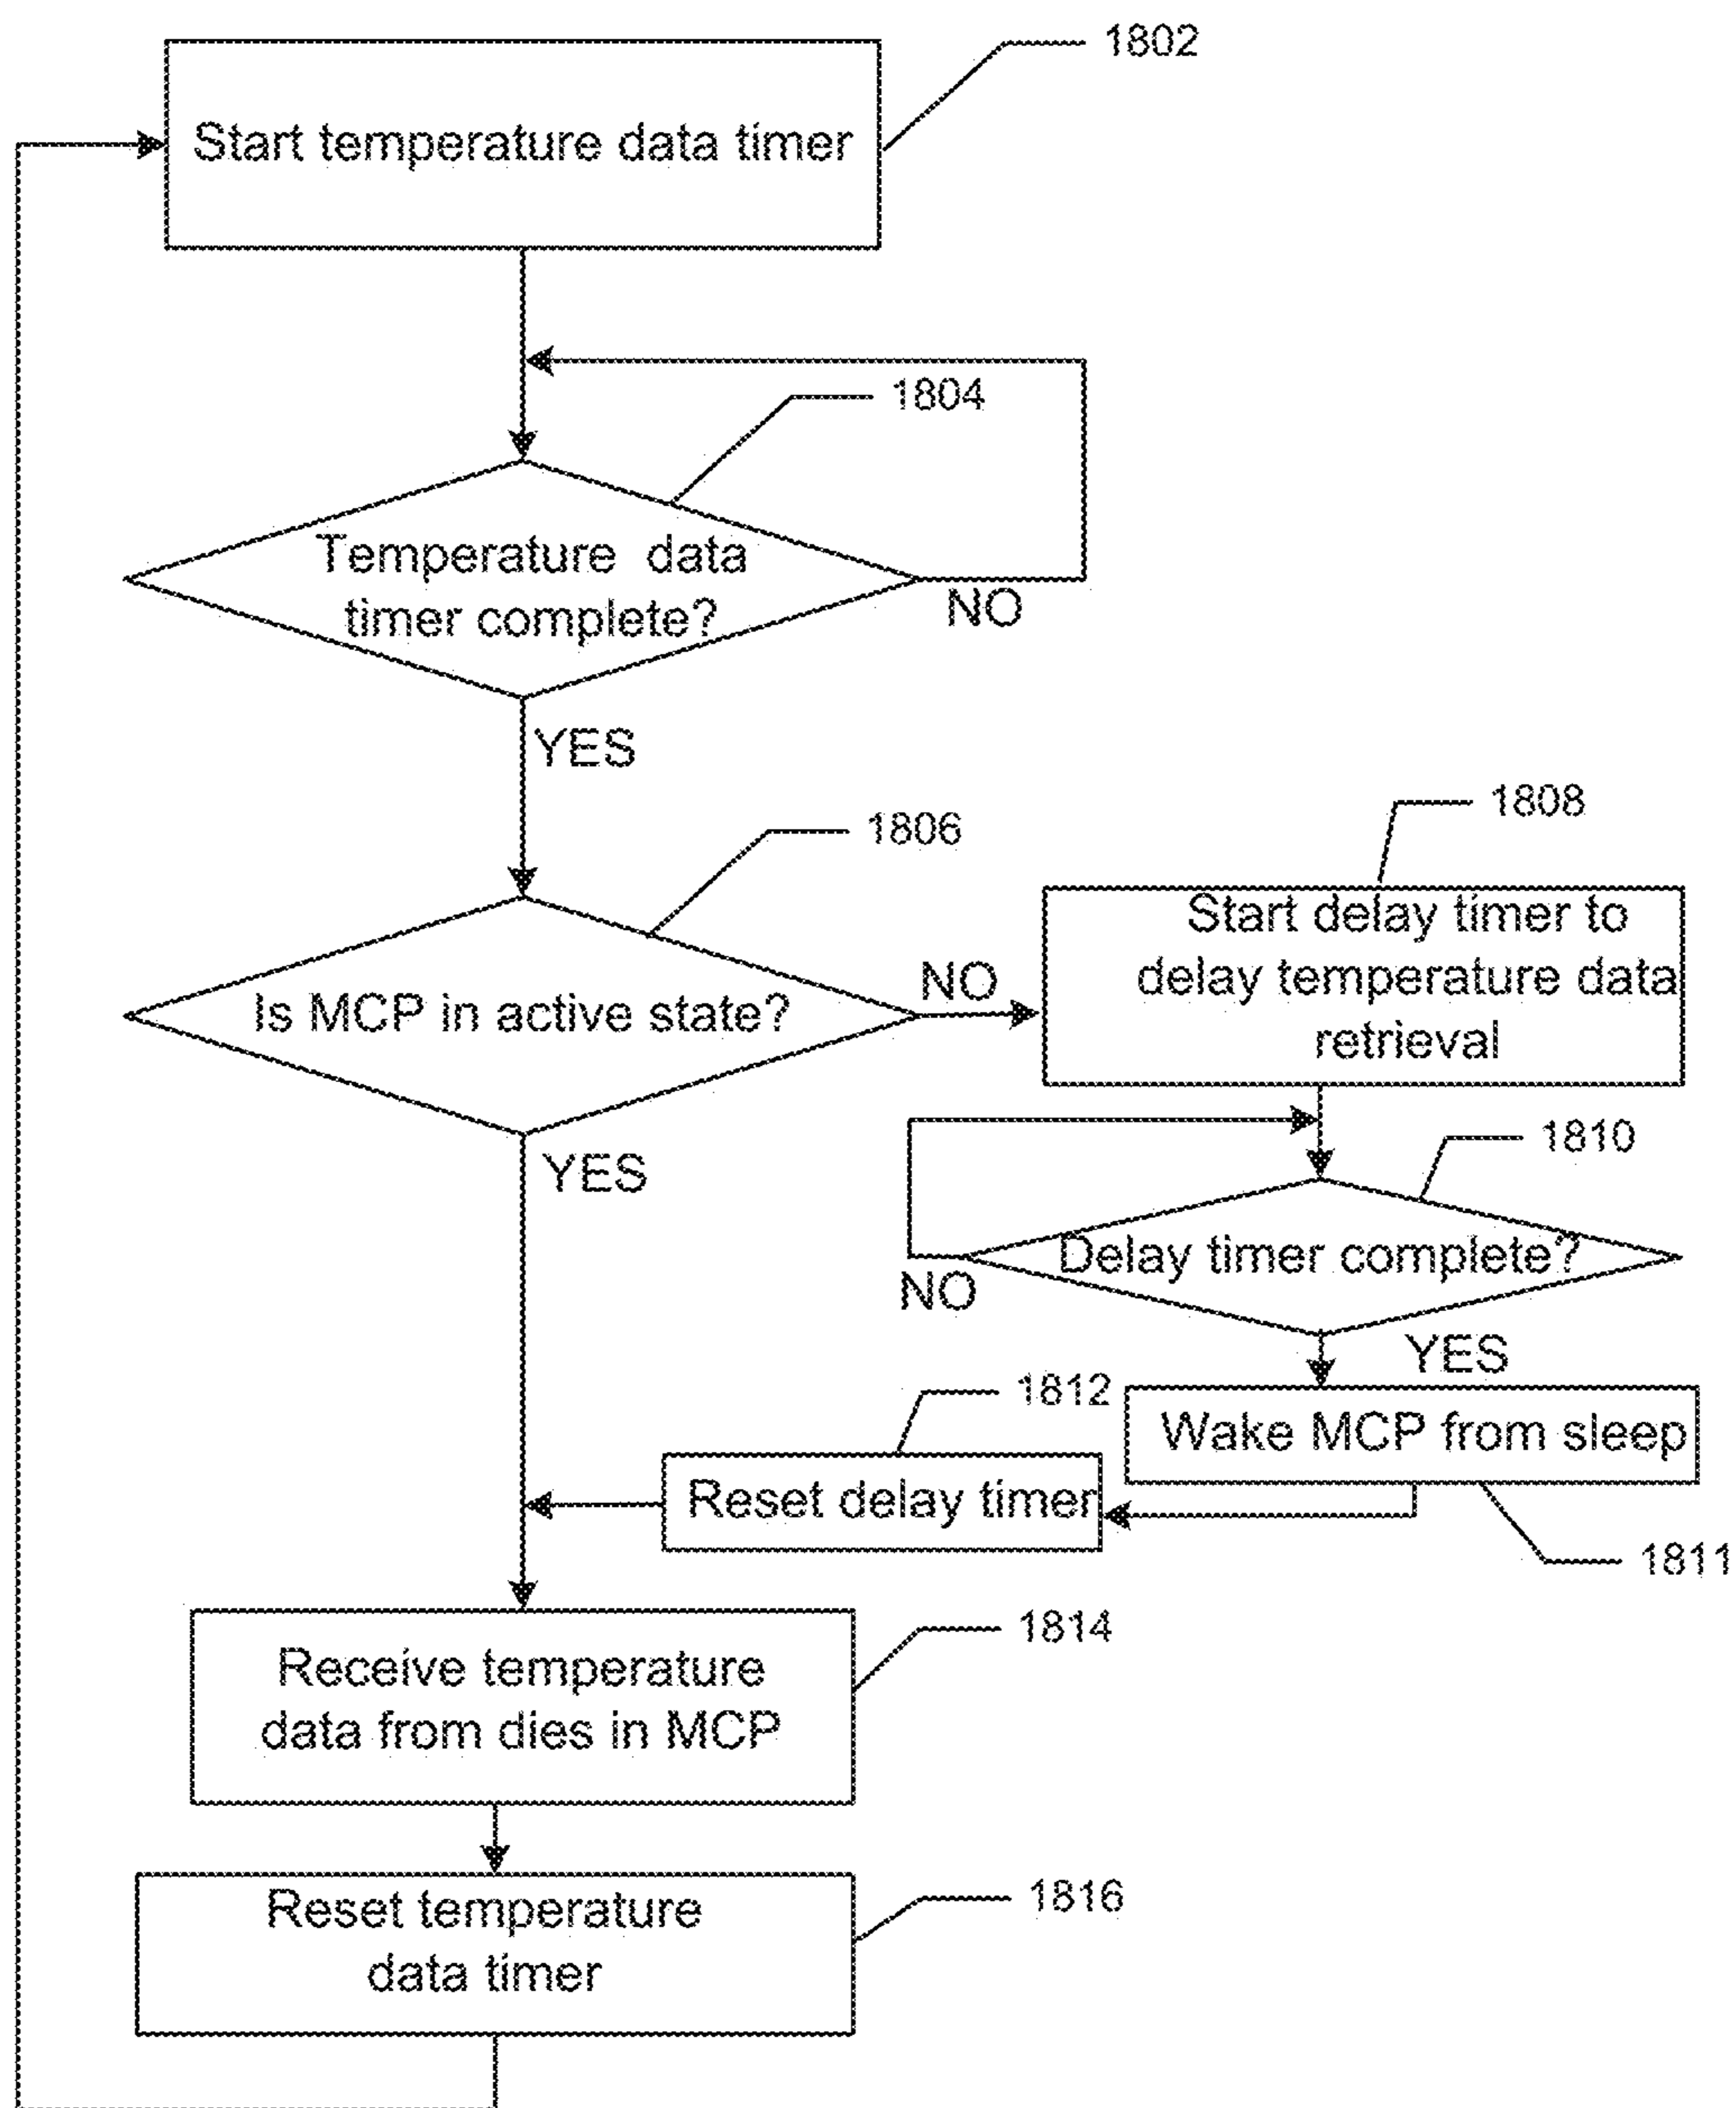 1802
Start temperature data timer
1804
Temperature data
timer complete?
NO
YES
1806
Is MCP in active state?
NO
YES
1808
Start delay timer to
delay temperature data
retrieval
1810
Delay timer complete?
NO
YES
Wake MCP from sleep
1811
1812
Reset delay timer
1814
Receive temperature
data from dies in MCP
1816
Reset temperature
data timer